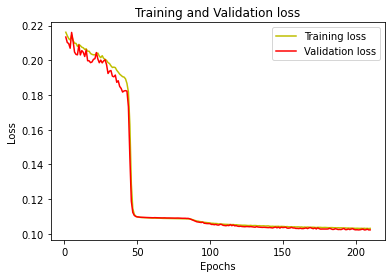 Training and Validation loss
Training loss
Validation loss
0.22
0.20
0.18
0.16
0.14
0.12
0.10
Loss
0
50
100
150
200
Epochs